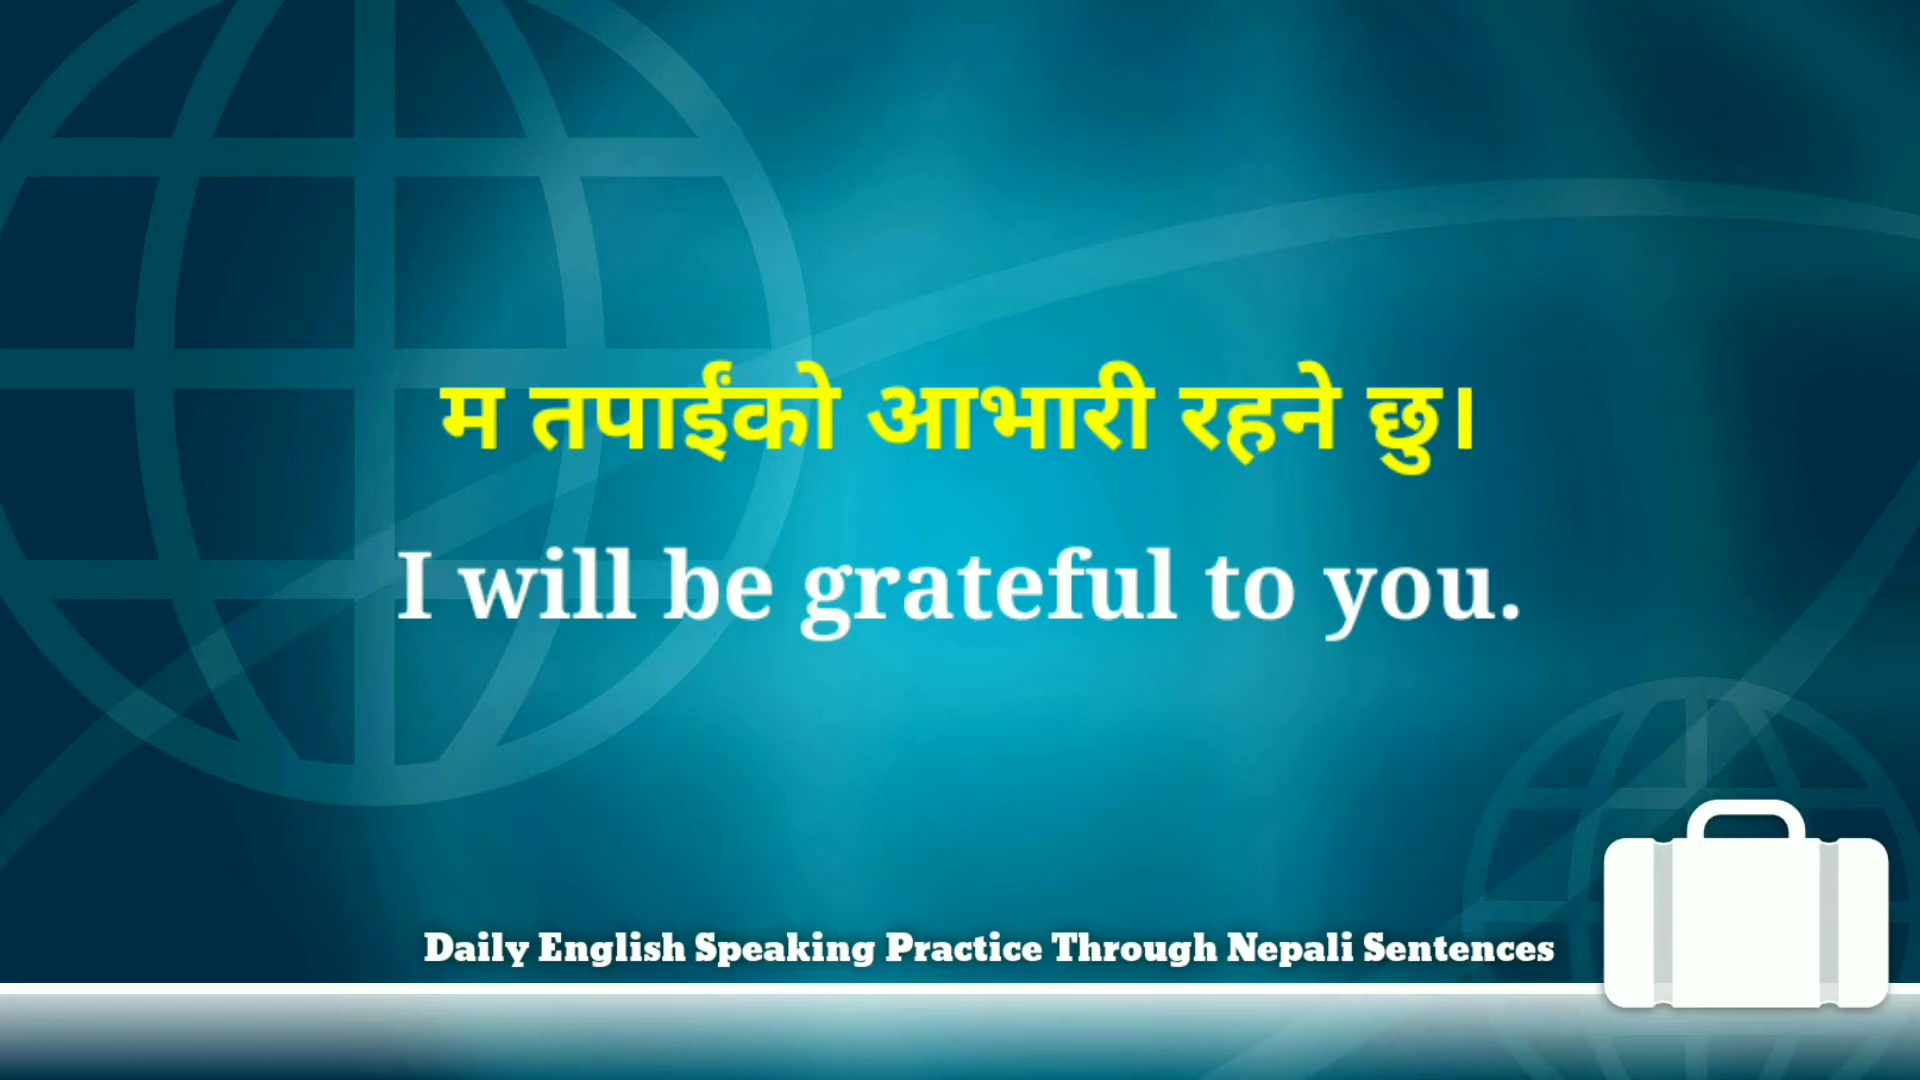 म तपाईंको आभारी रहने छु।
I will be grateful to you.
Daily English Speaking Practice Through Nepali Sentences